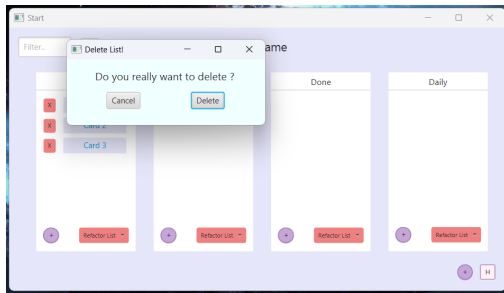 Start
Filter..
ame
Delete List!
Do you really want to delete ?
Cancel
Delete
Done
Daily
X
X
Card 2
X
Card 3
+
Refactor List
+
Refactor List
+
Refactor List
+
Refactor List
+
H